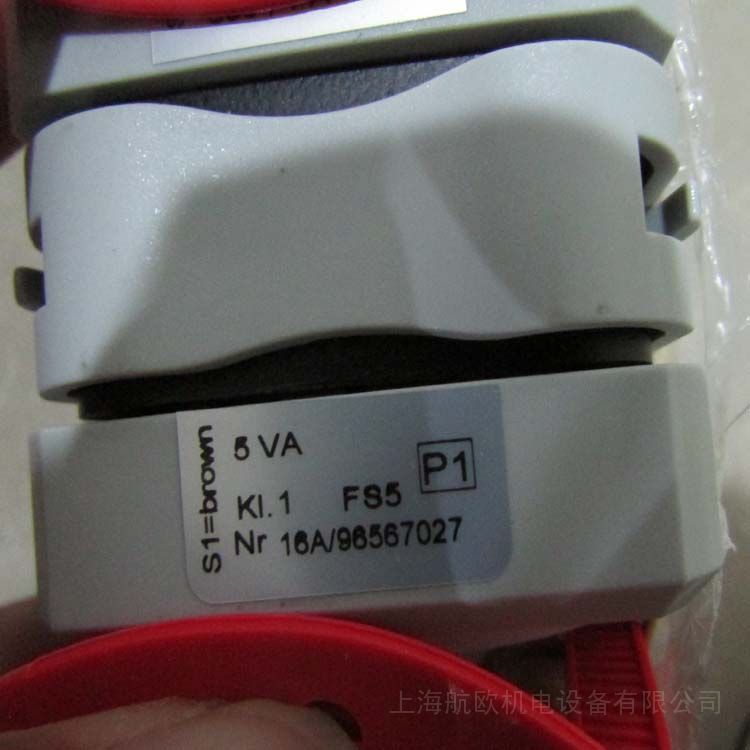 S1=brown
5 VA
P1
Kl.1 FS5
Nr 16A/96567027
上海航欧机电设备有限公司